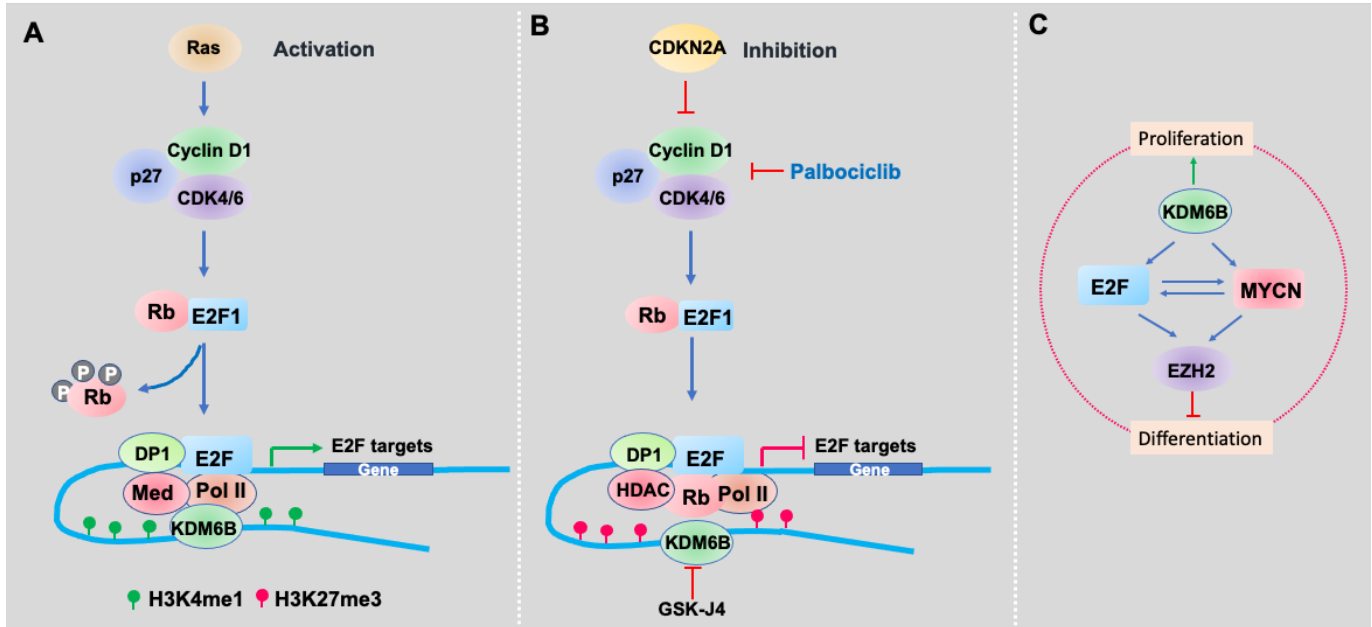 A
Ras
Activation
Cyclin D1
p27
CDK4/6
Rb
E2F1
P
P
P
Rb
DP1
E2F
E2F targets
Gene
Med
Pol II
KDM6B
H3K4me1
H3K27me3
B
CDKN2A
Inhibition
Cyclin D1
p27
Palbociclib
CDK4/6
Rb
E2F1
DP1
E2F
E2F targets
Gene
HDAC
Rb
Pol II
KDM6B
GSK-J4
C
Proliferation
KDM6B
E2F
MYCN
EZH2
Differentiation